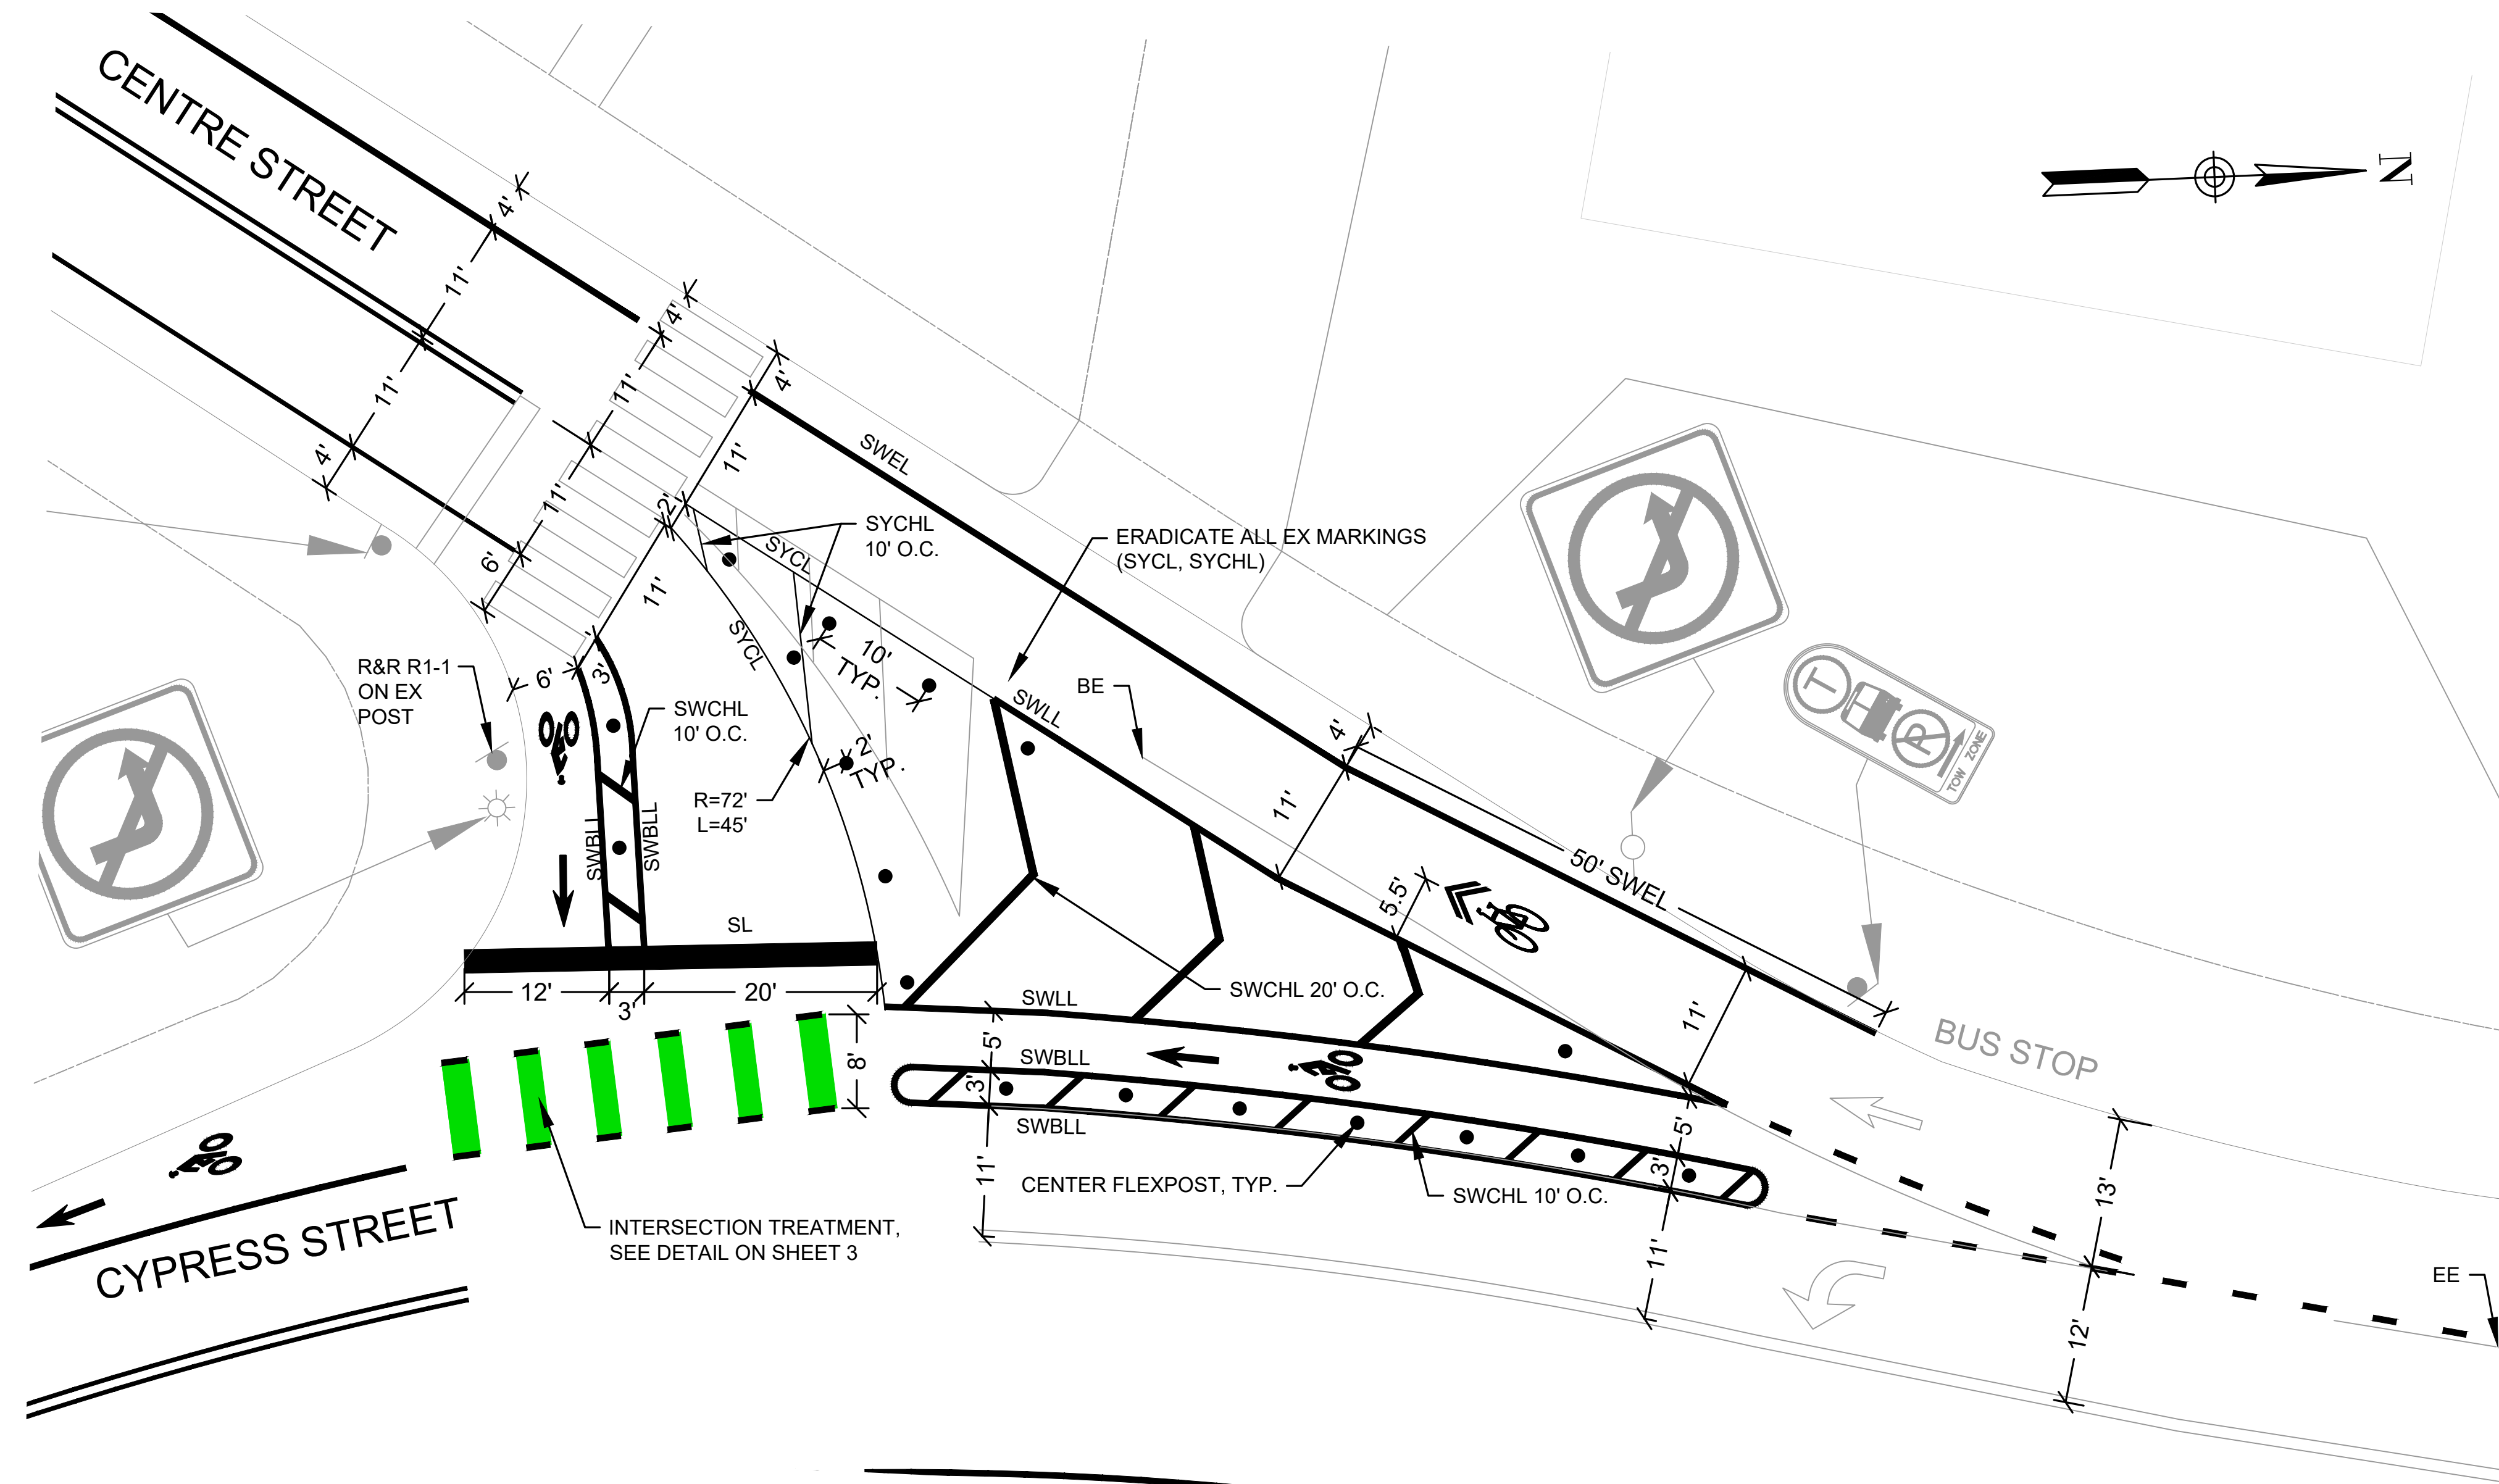 CENTRE STREET
N
4'
11'
11'
4'
4'
11'
11'
6'
4'
11'
2'
11'
3'
6'
SWEL
SYCHL
10' O.C.
SYCL
SYCL
ERADICATE ALL EX MARKINGS
(SYCL, SYCHL)
R&R R1-1
ON EX
POST
SWCHL
10' O.C.
10'
TYP.
2'
TYP.
R=72'
L=45'
SWLL
BE
4'
11'
50' SWEL
5.5'
T
P
TOW ZONE
SWBLL
SWBLL
SL
12'
3'
20'
8'
SWCHL 20' O.C.
SWLL
5'
SWBLL
3'
SWBLL
11'
11'
5'
3'
11'
BUS STOP
13'
12'
CENTER FLEXPOST, TYP.
SWCHL 10' O.C.
INTERSECTION TREATMENT,
SEE DETAIL ON SHEET 3
CYPRESS STREET
EE